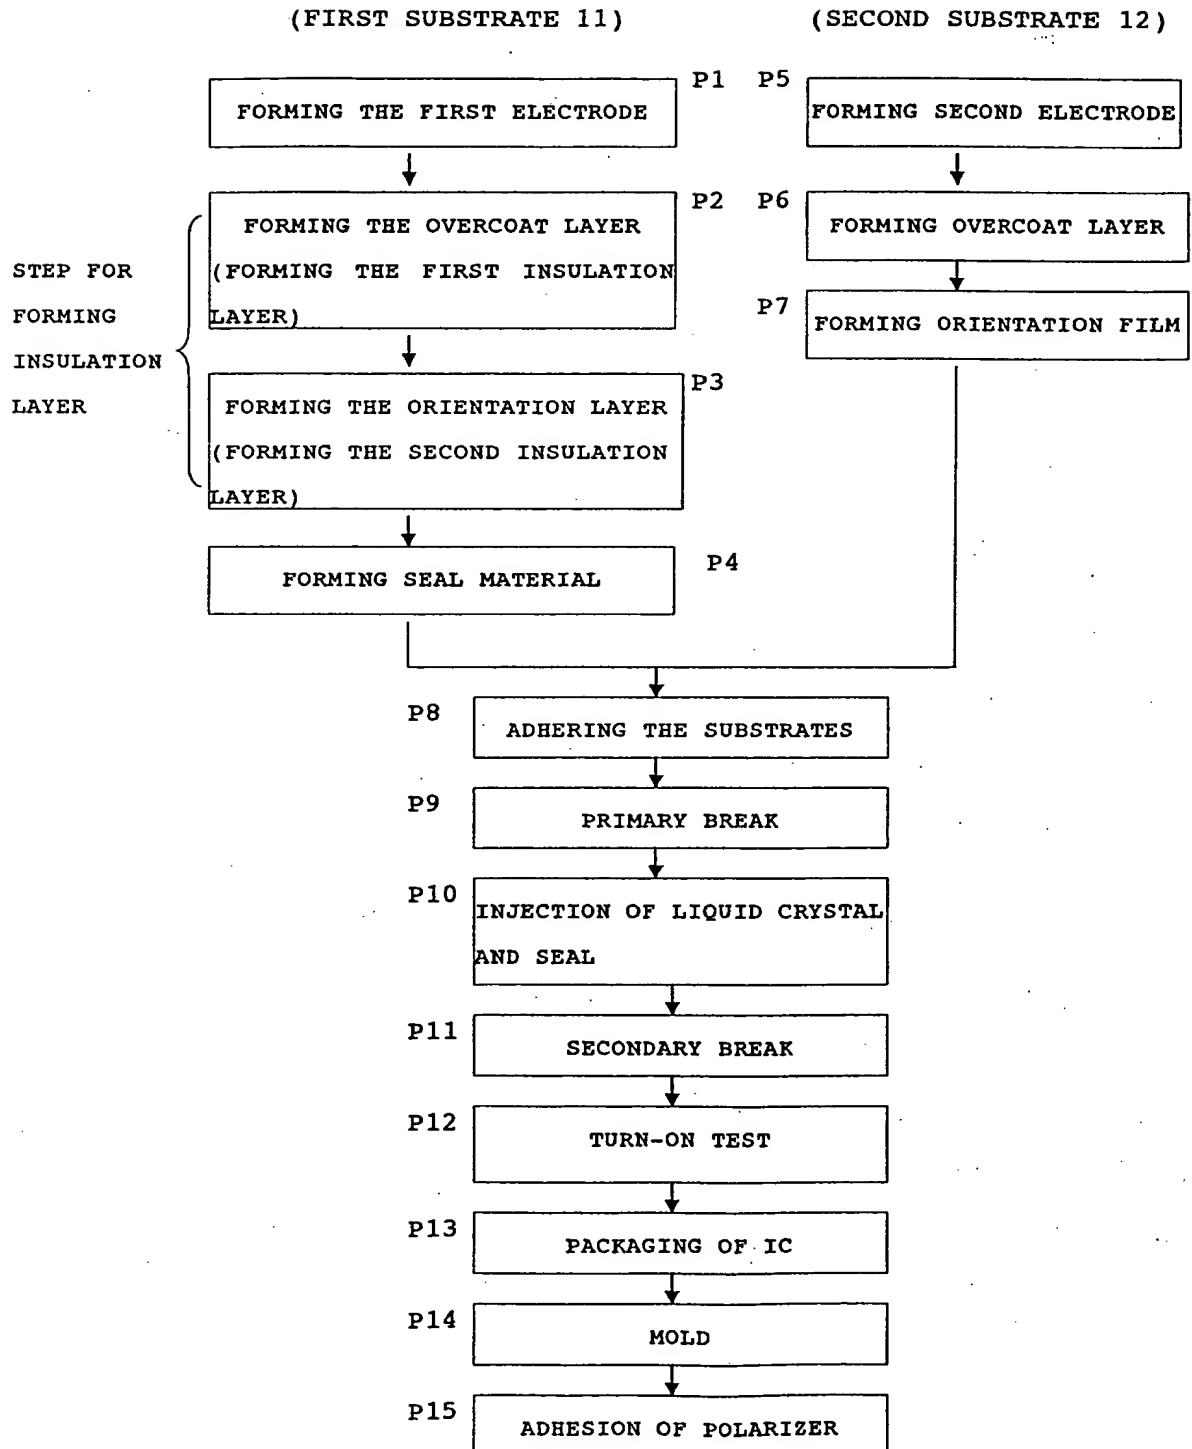 (FIRST SUBSTRATE 11)
(SECOND SUBSTRATE 12)
P1
FORMING THE FIRST ELECTRODE
P2
FORMING THE OVERCOAT LAYER
(FORMING THE FIRST INSULATION
LAYER)
STEP FOR
FORMING
INSULATION
LAYER
P3
FORMING THE ORIENTATION LAYER
(FORMING THE SECOND INSULATION
LAYER)
P4
FORMING SEAL MATERIAL
P5
FORMING SECOND ELECTRODE
P6
FORMING OVERCOAT LAYER
P7
FORMING ORIENTATION FILM
P8
ADHERING THE SUBSTRATES
P9
PRIMARY BREAK
P10
INJECTION OF LIQUID CRYSTAL
AND SEAL
P11
SECONDARY BREAK
P12
TURN-ON TEST
P13
PACKAGING OF IC
P14
MOLD
P15
ADHESION OF POLARIZER